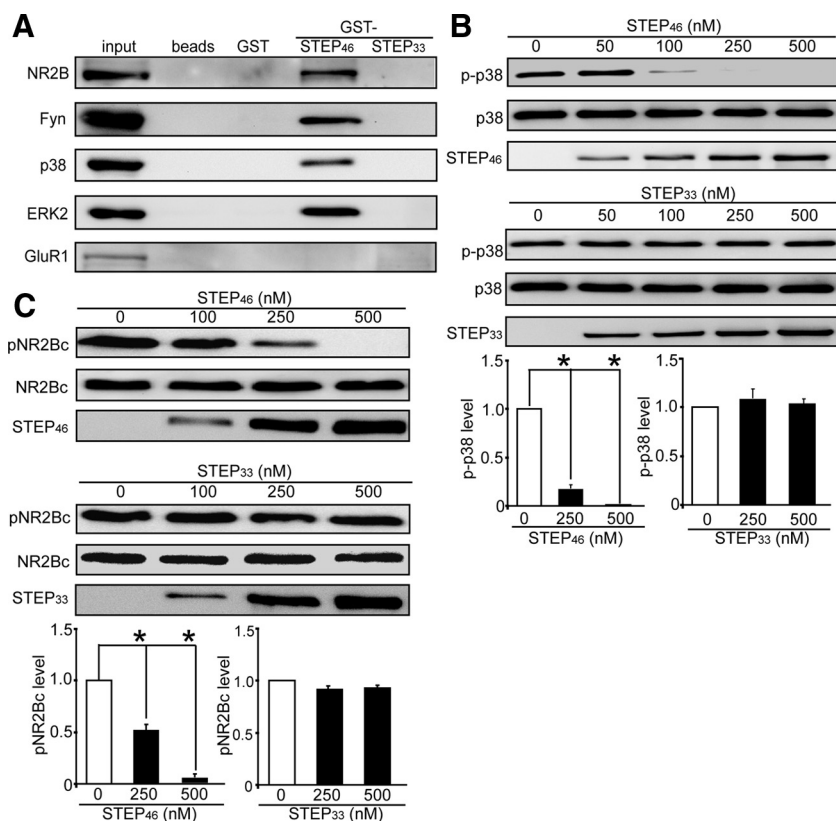 A
GST-
input beads GST STEP46 STEP33
NR2B
Fyn
p38
ERK2
GluR1
B
STEP46 (nM)
0 50 100 250 500
p-p38
p38
STEP46
STEP33 (nM)
0 50 100 250 500
p-p38
p38
STEP33
1.5
1.0
0.5
0
p-p38 level
* *
0 250 500
STEP46 (nM)
1.5
1.0
0.5
0
p-p38 level
0 250 500
STEP33 (nM)
C
STEP46 (nM)
0 100 250 500
pNR2Bc
NR2Bc
STEP46
STEP33 (nM)
0 100 250 500
pNR2Bc
NR2Bc
STEP33
1.5
1.0
0.5
0
pNR2Bc level
* *
0 250 500
STEP46 (nM)
1.5
1.0
0.5
0
pNR2Bc level
0 250 500
STEP33 (nM)